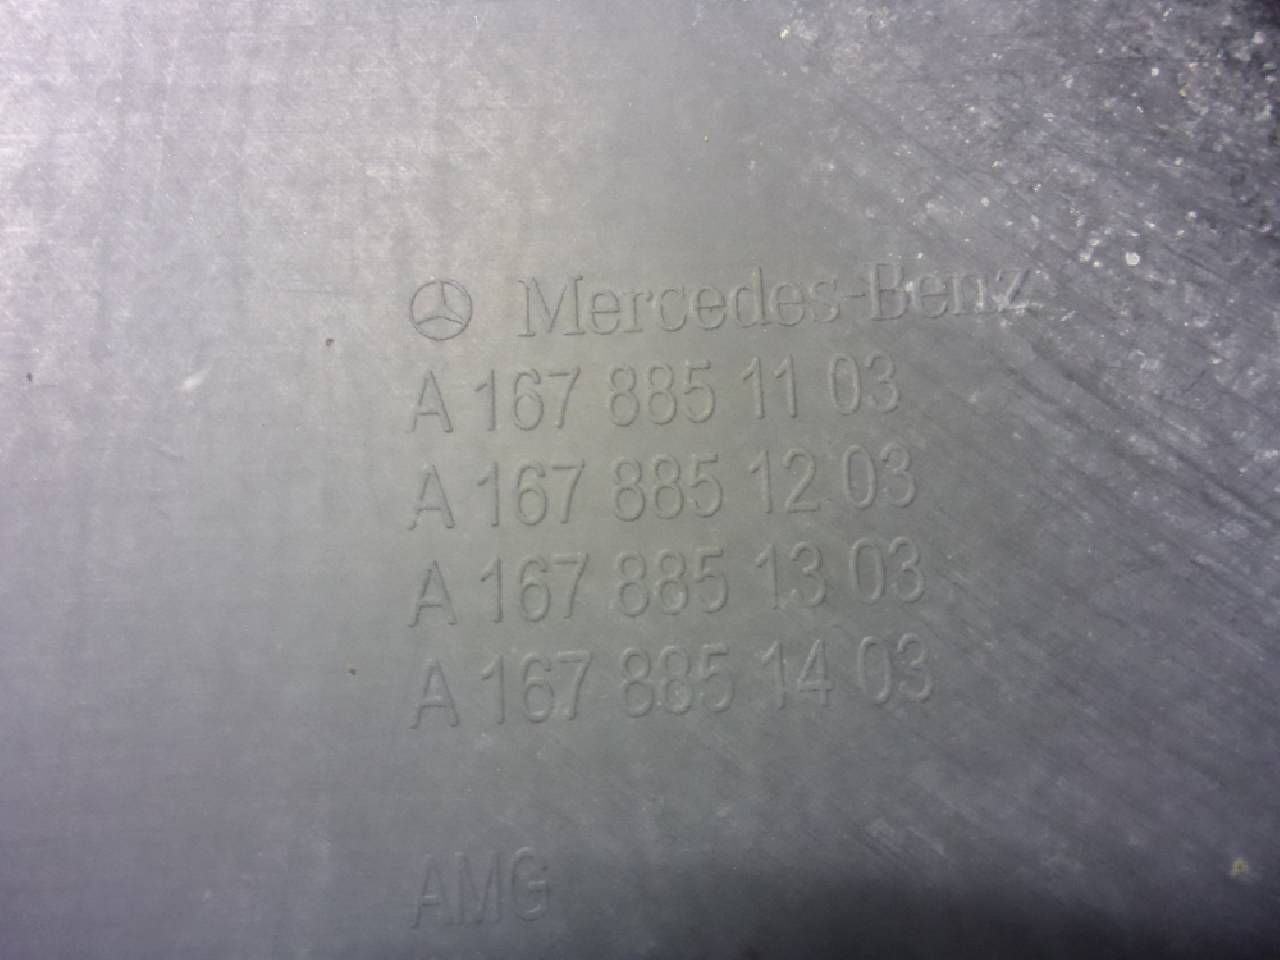 Mercedes-Benz
A 167 885 11 03
A 167 885 12 03
A 167 885 13 03
A 167 885 14 03
AMG